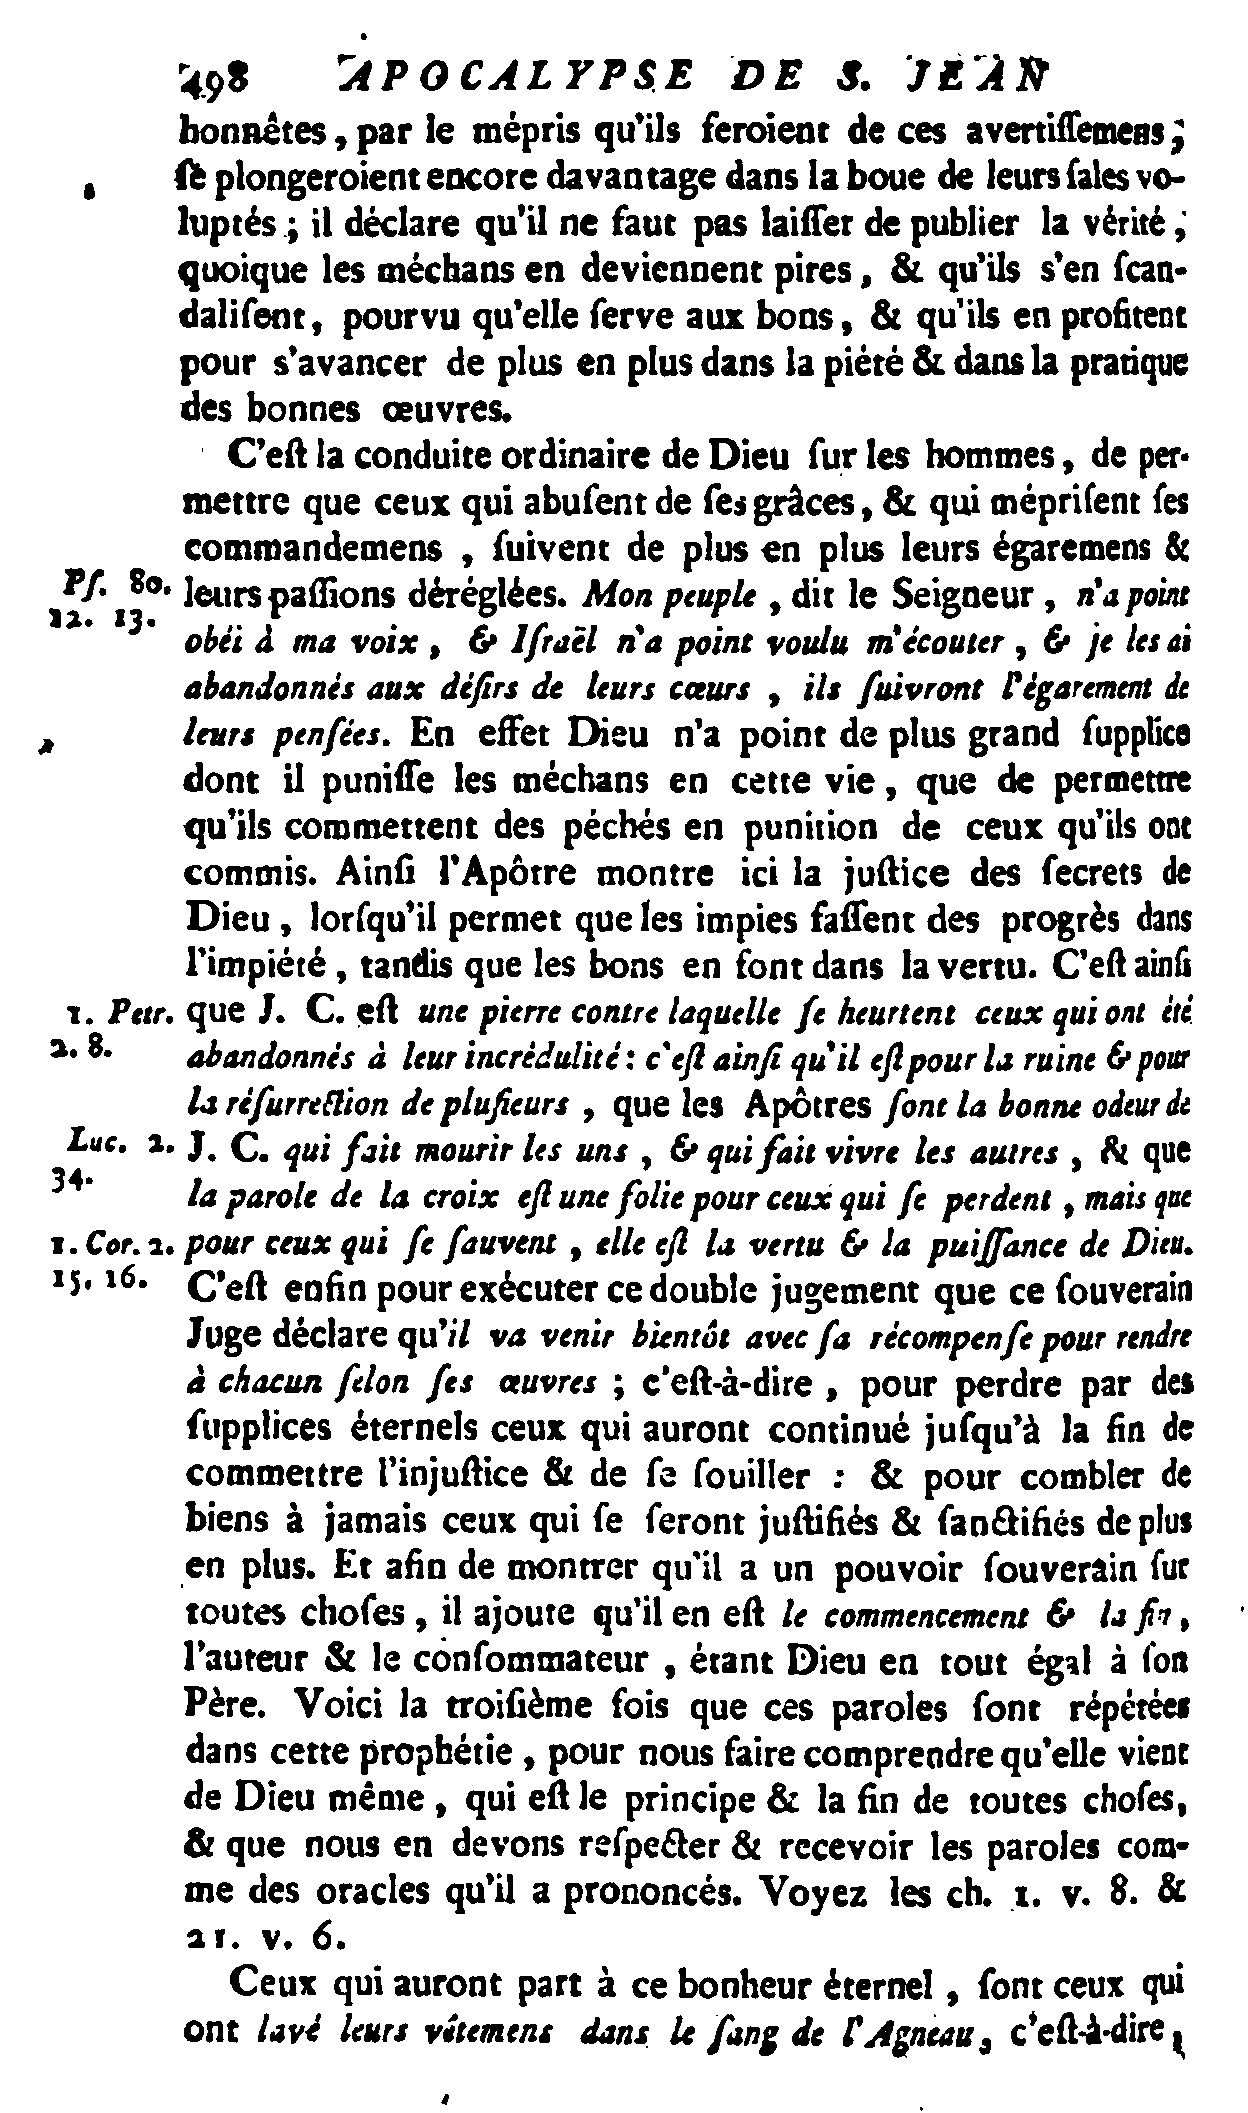 498 APOCALYPSE DE S. JEAN
honnêtes, par le mépris qu'ils feroient de ces avertiſſemens;
ſe plongeroient encore davantage dans la boue de leurs ſales vo-
luptés; il déclare qu'il ne faut pas laiſſer de publier la vérité,
quoique les méchans en deviennent pires, & qu'ils s'en ſcan-
daliſent, pourvu qu'elle ſerve aux bons, & qu'ils en profitent
pour s'avancer de plus en plus dans la piété & dans la pratique
des bonnes œuvres.
C'eſt la conduite ordinaire de Dieu ſur les hommes, de per-
mettre que ceux qui abuſent de ſes grâces, & qui mépriſent ſes
commandemens, ſuivent de plus en plus leurs égaremens &
Pſ. 80. leurs paſſions déréglées. Mon peuple, dit le Seigneur, n'a point
12. 13. obéi à ma voix, & Iſraël n'a point voulu m'écouter, & je les ai
abandonnés aux déſirs de leurs cœurs, ils ſuivront l'égarement de
leurs penſées. En effet Dieu n'a point de plus grand ſupplice
dont il puniſſe les méchans en cette vie, que de permettre
qu'ils commettent des péchés en punition de ceux qu'ils ont
commis. Ainſi l'Apôtre montre ici la juſtice des ſecrets de
Dieu, lorſqu'il permet que les impies faſſent des progrès dans
l'impiété, tandis que les bons en font dans la vertu. C'eſt ainſi
1. Petr. que J. C. eſt une pierre contre laquelle ſe heurtent ceux qui ont été
2. 8. abandonnés à leur incrédulité: c'eſt ainſi qu'il eſt pour la ruine & pour
la réſurrection de pluſieurs, que les Apôtres ſont la bonne odeur de
Luc. 2. J. C. qui fait mourir les uns, & qui fait vivre les autres, & que
34. la parole de la croix eſt une folie pour ceux qui ſe perdent, mais que
1. Cor. 2. pour ceux qui ſe ſauvent, elle eſt la vertu & la puiſſance de Dieu.
15. 16. C'eſt enfin pour exécuter ce double jugement que ce ſouverain
Juge déclare qu'il va venir bientôt avec ſa récompenſe pour rendre
à chacun ſelon ſes œuvres; c'eſt-à-dire, pour perdre par des
ſupplices éternels ceux qui auront continué juſqu'à la fin de
commettre l'injuſtice & de ſe ſouiller : & pour combler de
biens à jamais ceux qui ſe ſeront juſtifiés & ſanctifiés de plus
en plus. Et afin de montrer qu'il a un pouvoir ſouverain ſur
toutes choſes, il ajoute qu'il en eſt le commencement & la fin,
l'auteur & le conſommateur, étant Dieu en tout égal à ſon
Père. Voici la troiſième fois que ces paroles ſont répétées
dans cette prophétie, pour nous faire comprendre qu'elle vient
de Dieu même, qui eſt le principe & la fin de toutes choſes,
& que nous en devons reſpecter & recevoir les paroles com-
me des oracles qu'il a prononcés. Voyez les ch. 1. v. 8. &
21. v. 6.
Ceux qui auront part à ce bonheur éternel, ſont ceux qui
ont lavé leurs vêtemens dans le ſang de l'Agneau, c'eſt-à-dire,